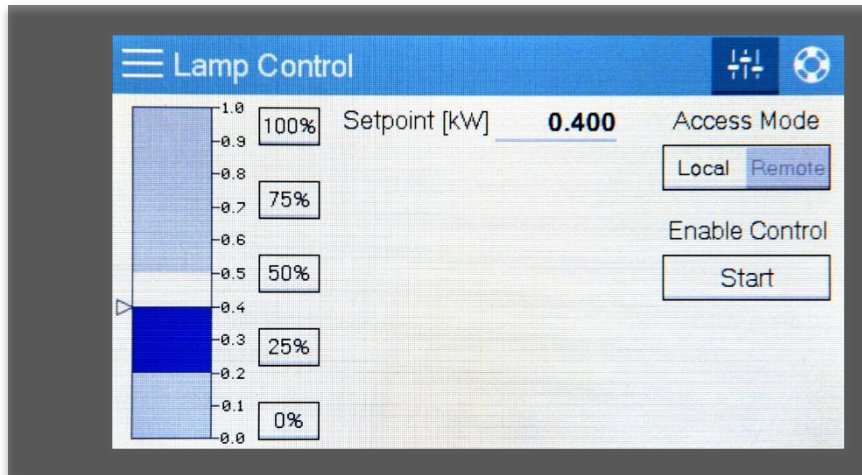 Lamp Control
1.0
0.9
0.8
0.7
0.6
0.5
0.4
0.3
0.2
0.1
0.0
100%
75%
50%
25%
0%
Setpoint [kW] 0.400
Access Mode
Local Remote
Enable Control
Start